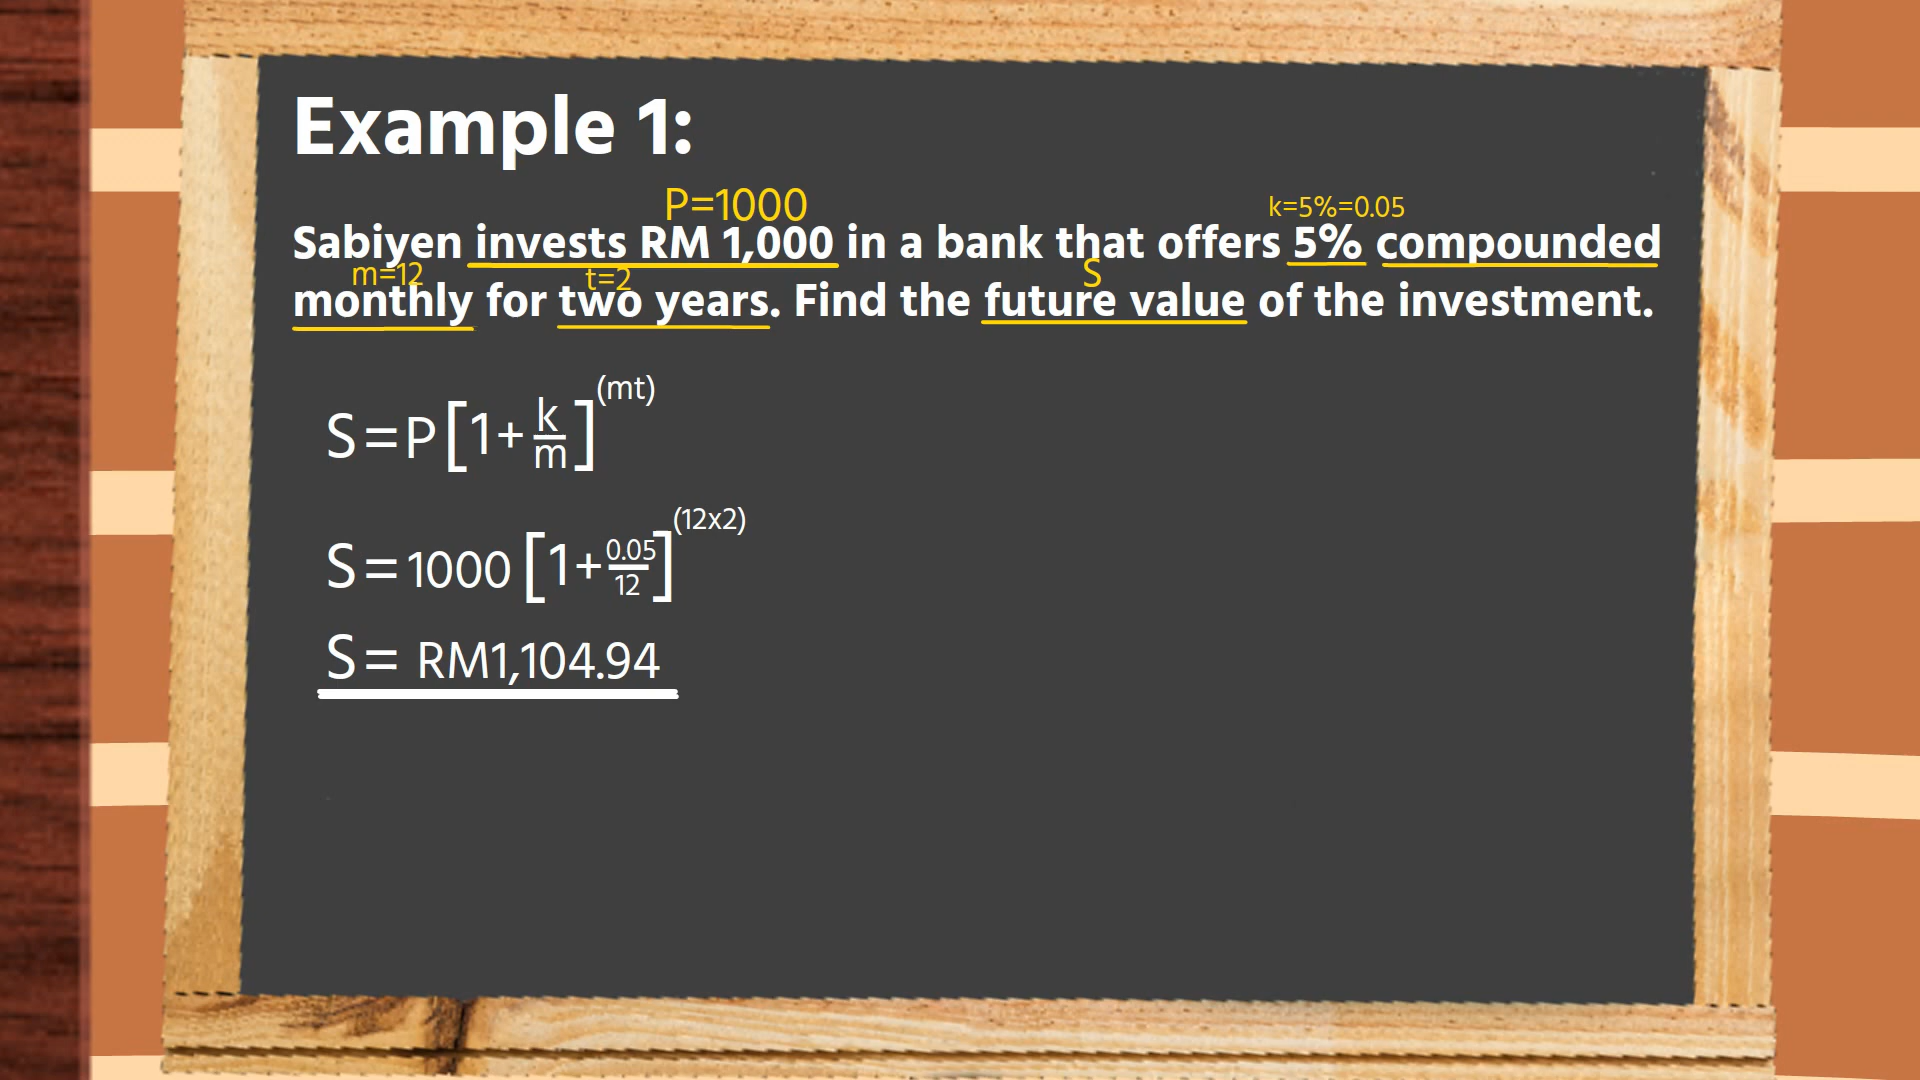 Example 1:
P=1000
k=5%=0.05
Sabiyen invests RM 1,000 in a bank that offers 5% compounded
m=12
t=2
S
monthly for two years. Find the future value of the investment.
S=P[1+k/m]^(mt)
S=1000[1+0.05/12]^(12x2)
S= RM1,104.94